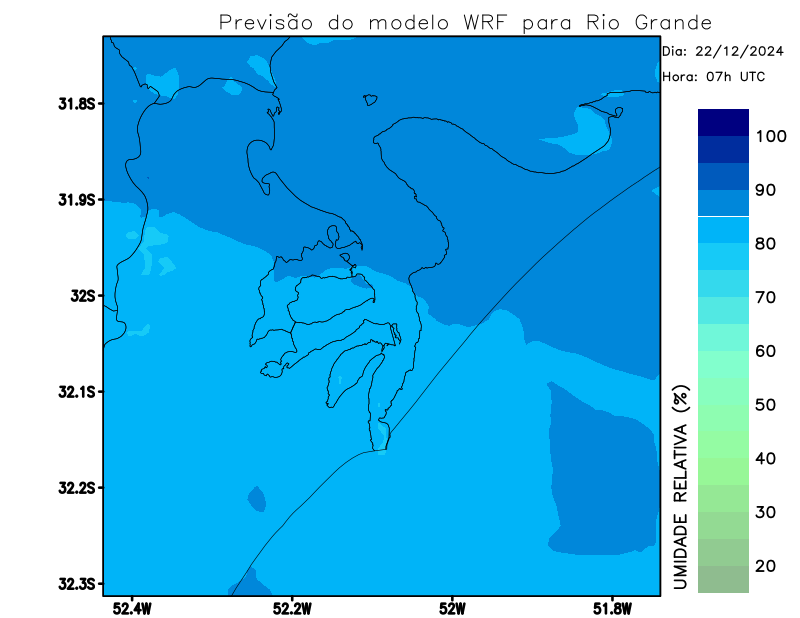 Previsão do modelo WRF para Rio Grande
Dia: 22/12/2024
Hora: 07h UTC
31.8S
31.9S
32S
32.1S
32.2S
32.3S
52.4W
52.2W
52W
51.8W
100
90
80
70
60
50
40
30
20
UMIDADE RELATIVA (%)